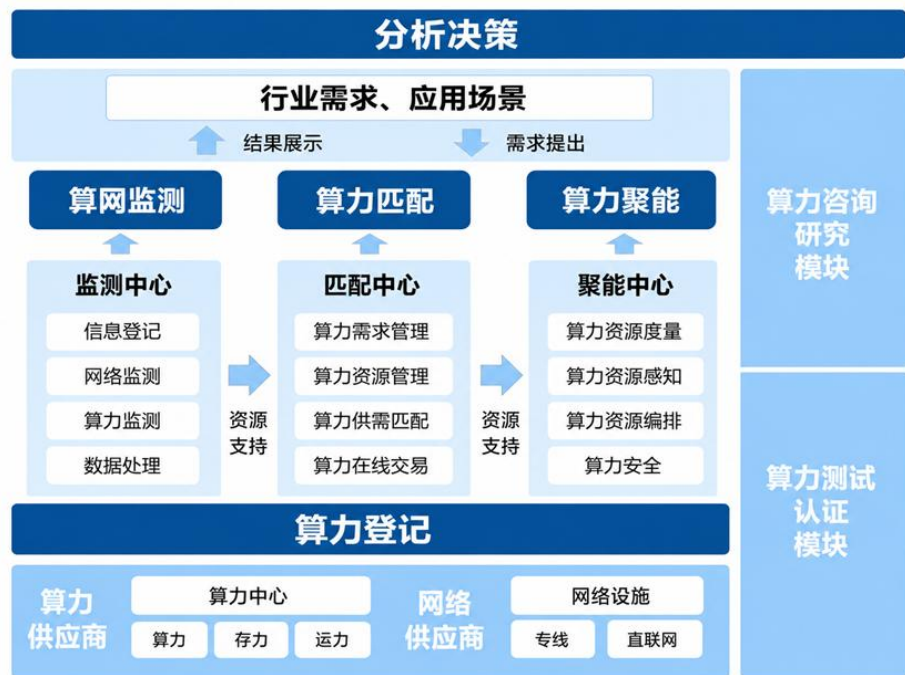 分析决策
行业需求、应用场景
结果展示
需求提出
算网监测
算力匹配
算力聚能
监测中心
信息登记
网络监测
算力监测
数据处理
资源
支持
匹配中心
算力需求管理
算力资源管理
算力供需匹配
算力在线交易
资源
支持
聚能中心
算力资源度量
算力资源感知
算力资源编排
算力安全
算力登记
算力
供应商
算力中心
算力
存力
运力
网络
供应商
网络设施
专线
直联网
算力咨询
研究
模块
算力测试
认证
模块